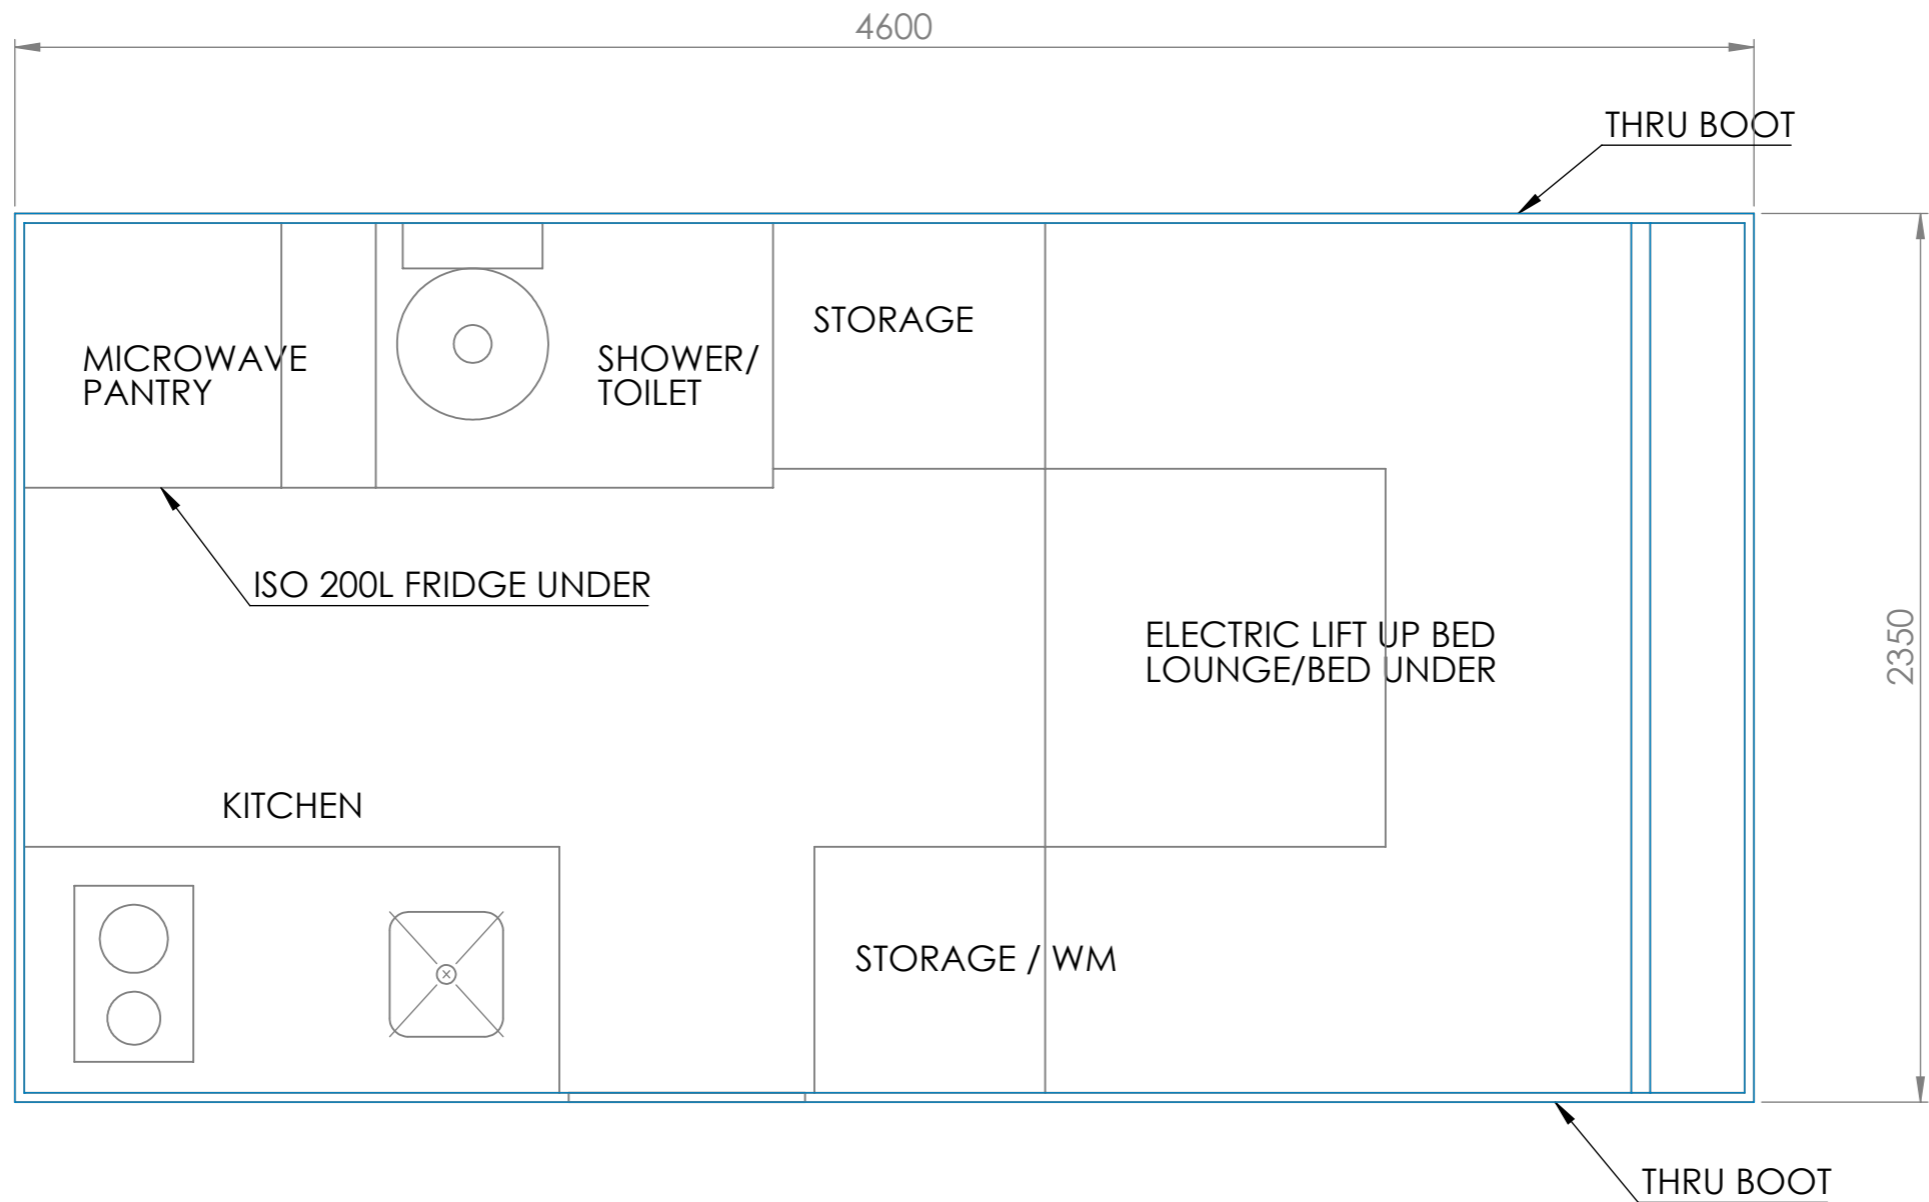 4600
THRU BOOT
STORAGE
MICROWAVE
PANTRY
SHOWER/
TOILET
ISO 200L FRIDGE UNDER
ELECTRIC LIFT UP BED
LOUNGE/BED UNDER
2350
KITCHEN
STORAGE / WM
THRU BOOT